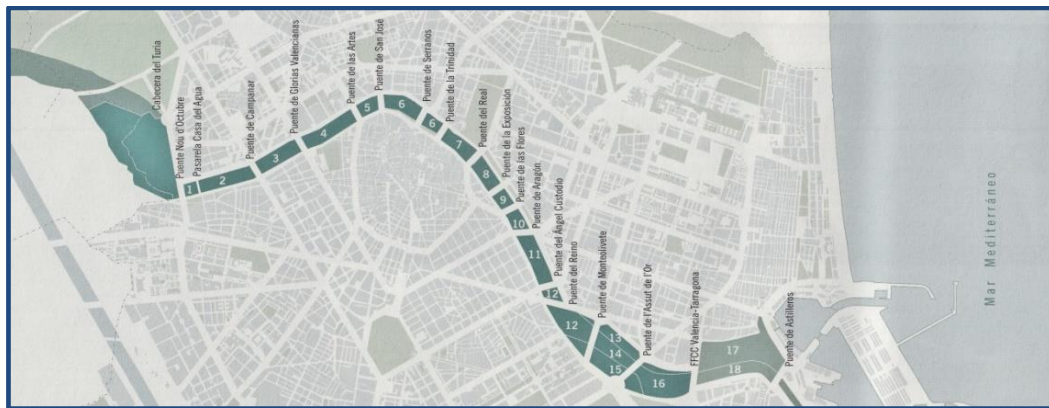 Cabecera del Turia
Puente Nou d'Octubre
Pasarela Casa del Agua
Puente de Campanar
Puente de Glorias Valencianas
Puente de las Artes
Puente de San José
Puente de Serranos
Puente de la Trinidad
Puente del Real
Puente de la Exposición
Puente de las Flores
Puente de Aragón
Puente del Ángel Custodio
Puente del Reino
Puente de Monteolivete
Puente de l'Assut de l'Or
FFCC Valencia-Tarragona
Puente de Astilleros
Mar Mediterráneo
1
2
3
4
5
6
6
7
8
9
10
11
12
12
13
14
15
16
17
18